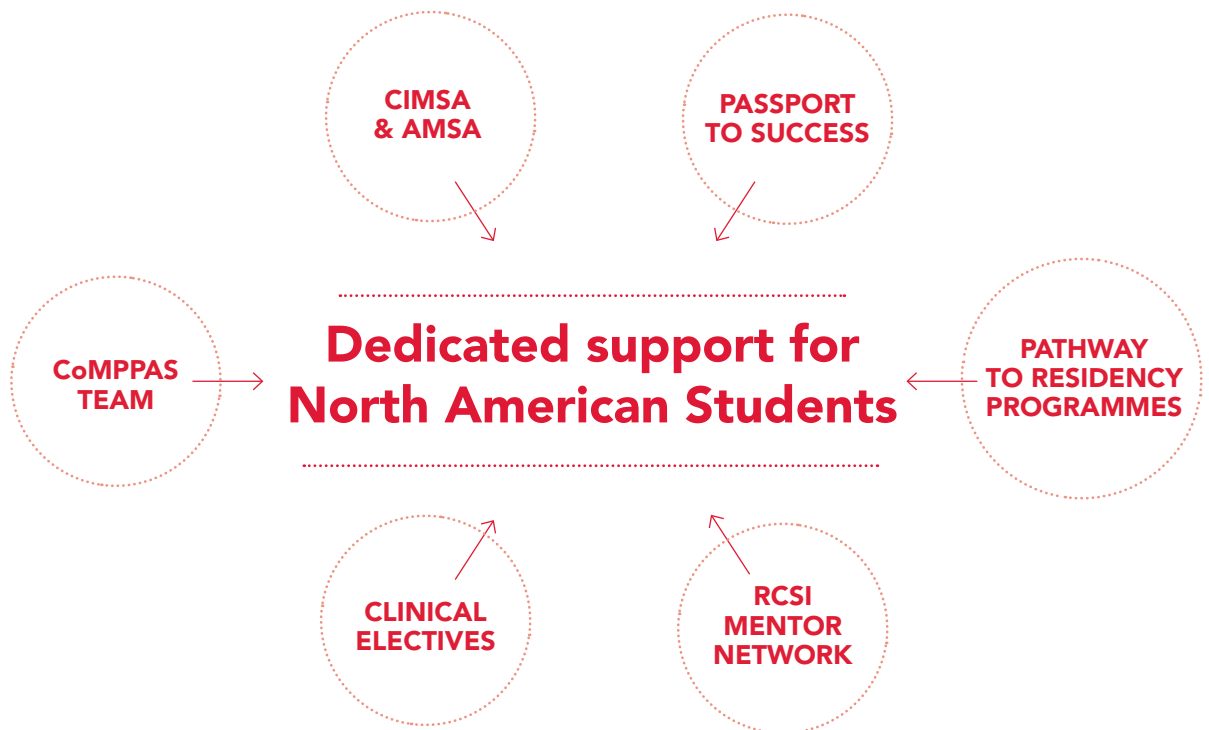 CIMSA
& AMSA
PASSPORT
TO SUCCESS
CoMPPAS
TEAM
Dedicated support for
North American Students
PATHWAY
TO RESIDENCY
PROGRAMMES
CLINICAL
ELECTIVES
RCSI
MENTOR
NETWORK